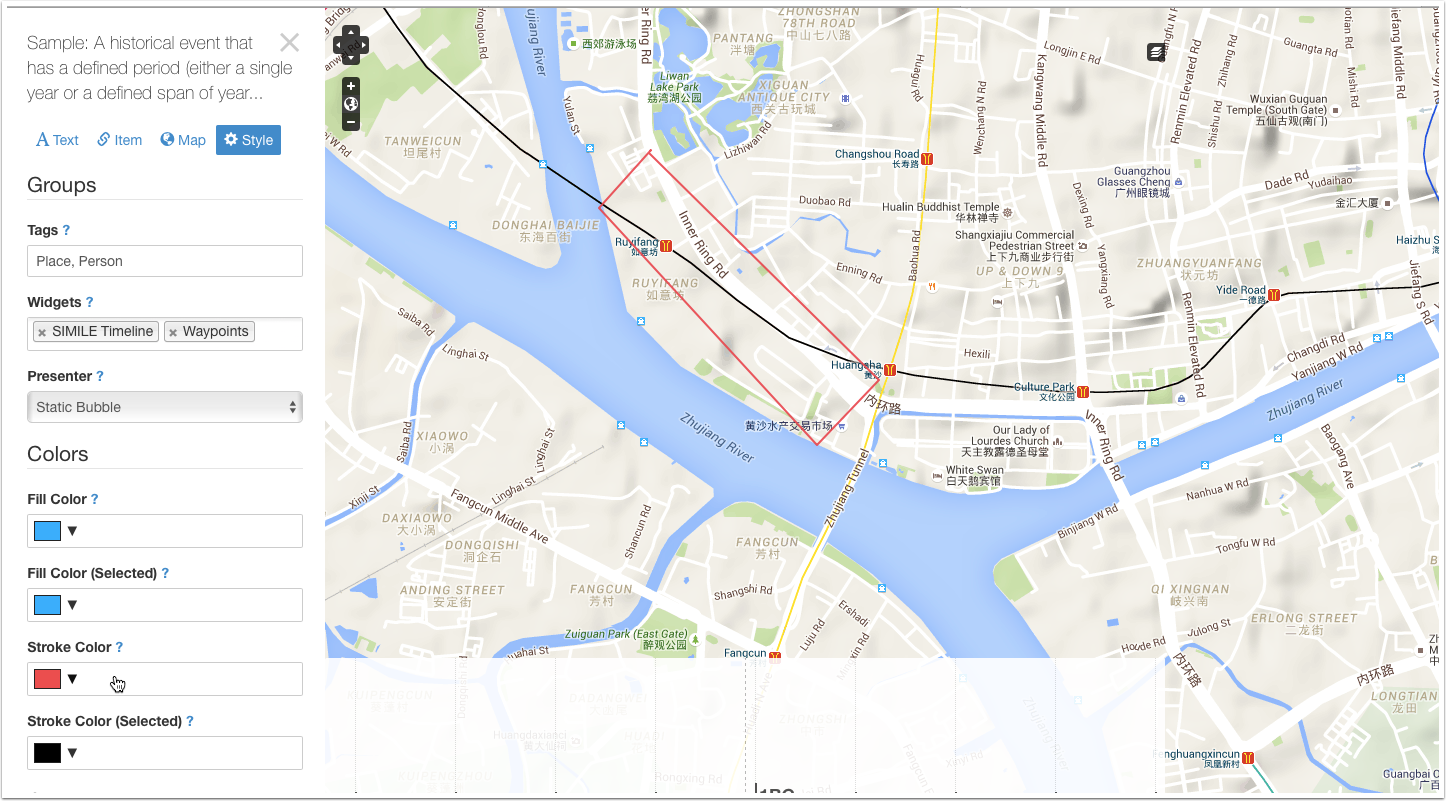 Sample: A historical event that
has a defined period (either a single
year or a defined span of year...
Text
Item
Map
Style
Groups
Tags ?
Place, Person
Widgets ?
× SIMILE Timeline
× Waypoints
Presenter ?
Static Bubble
Colors
Fill Color ?
Fill Color (Selected) ?
Stroke Color ?
Stroke Color (Selected) ?
ZHONGSHAN
78TH ROAD
中山七八路
西郊游泳场
PANTANG
泮塘
Liwan
Lake Park
荔湾湖公园
XIGUAN
ANTIQUE CITY
西关古玩城
Longjin E Rd
Guangta Rd
Wuxian Guguan
Temple (South Gate)
五仙古观(南门)
TANWEICUN
坦尾村
Yulan St
Lizhiwan Rd
Changshou Road
长寿路
Wenchang N Rd
Kangwang Middle Rd
Renmin Elevated Rd
Shishu Rd
Zhihang Rd
Mishi Rd
Jiefang Middle Rd
Guangzhou
Glasses Cheng
广州眼镜城
Dade Rd
Yudaihao
金汇大厦
Duobao Rd
Hualin Buddhist Temple
华林禅寺
Dexing Rd
DONGHAI BAIJIE
东海百街
Ruyifang
如意坊
Inner Ring Rd
Baohua Rd
Shangxiajiu Commercial
Pedestrian Street
上下九商业步行街
UP & DOWN 9
上下九
Yangxiang Rd
ZHUANGYUANFANG
状元坊
RUYIFANG
如意坊
Enning Rd
Yide Road
一德路
Jiefang S Rd
Renmin Elevated Rd
Saiba Rd
Linghai St
Huangsha
黄沙
Hexili
Culture Park
文化公园
Changdi Rd
Yanjiang W Rd
内环路
Zhujiang River
黄沙水产交易市场
Zhujiang River
Inner Ring Rd
Our Lady of
Lourdes Church
天主教露德圣母堂
White Swan
白天鹅宾馆
Baogang Ave
XIAOWO
小涡
Saiba Rd
Linghai St
Linghai St
Xinji St
Fangcun Middle Ave
Zhujiang Tunnel
Nanhua W Rd
Binjiang W Rd
DAXIAOWO
大小涡
Shancun Rd
DONGQISHI
洞企石
FANGCUN
芳村
Tongfu W Rd
ANDING STREET
安定街
FANGCUN
芳村
Shangshi Rd
QI XINGNAN
岐兴南
ERLONG STREET
二龙街
Ershadi
Luju Rd
Julong St
Zuiguan Park (East Gate)
醉观公园
Fangcun
内环路
内环路
LONGTIAN
龙田
Rongxing Rd
1BC